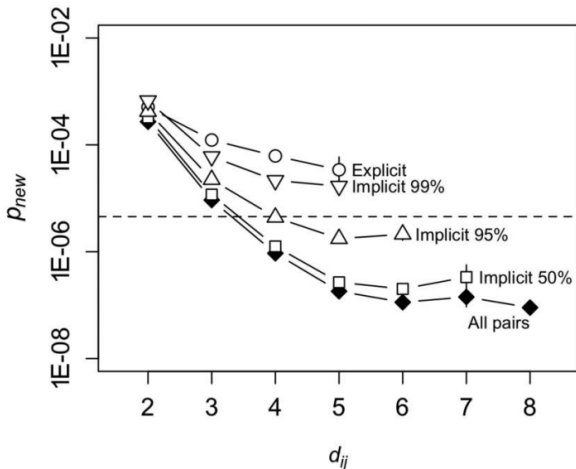 1E-02
1E-04
1E-06
1E-08
p_new
Explicit
Implicit 99%
Implicit 95%
Implicit 50%
All pairs
2 3 4 5 6 7 8
d_ij